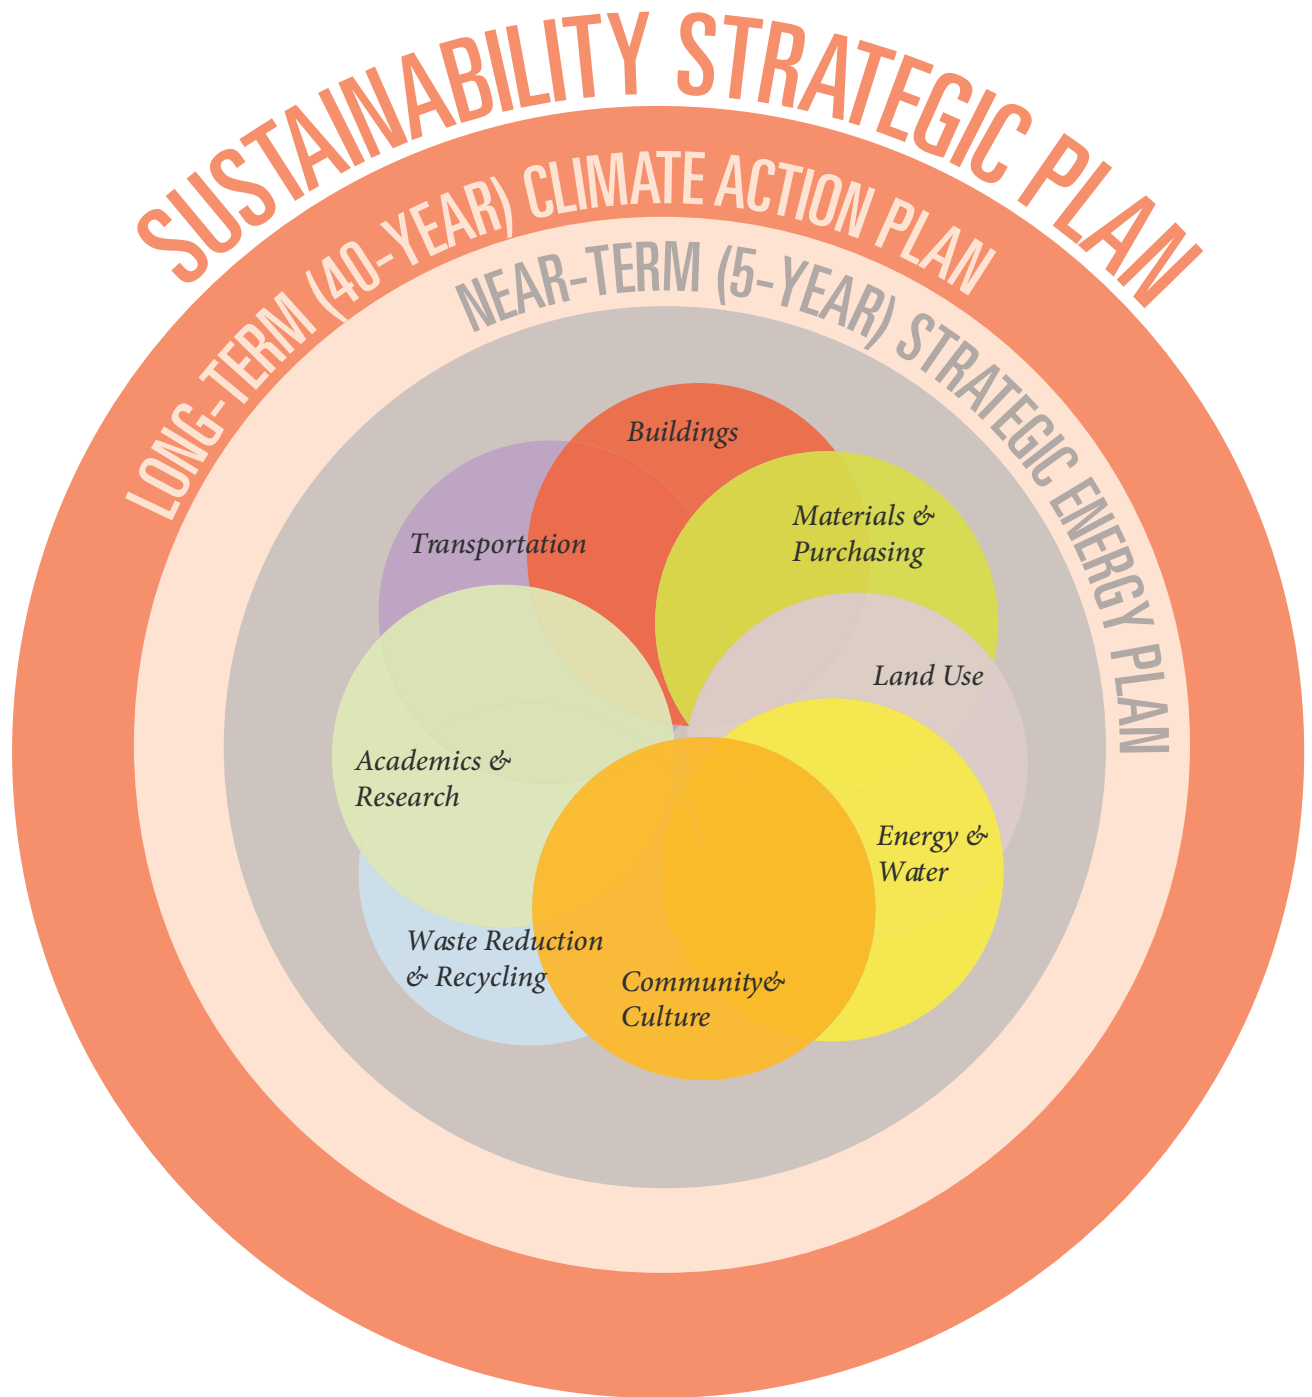 SUSTAINABILITY STRATEGIC PLAN
LONG-TERM (40-YEAR) CLIMATE ACTION PLAN
NEAR-TERM (5-YEAR) STRATEGIC ENERGY PLAN
Buildings
Materials &
Purchasing
Transportation
Land Use
Academics &
Research
Energy &
Water
Waste Reduction
& Recycling
Community&
Culture